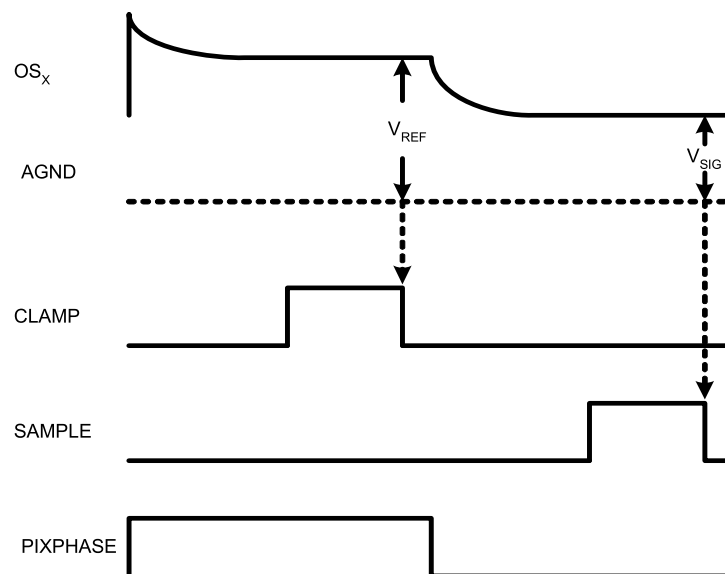 OSX
VREF
VSIG
AGND
CLAMP
SAMPLE
PIXPHASE